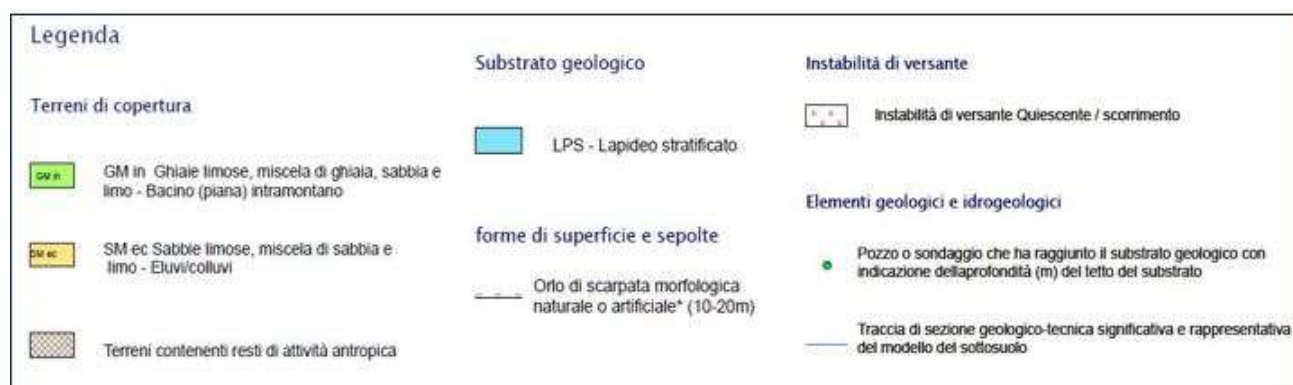 Legenda
Terreni di copertura
GM in
GM in Ghiaie limose, miscela di ghiaia, sabbia e
limo - Bacino (piana) intramontano
SM ec Sabbie limose, miscela di sabbia e
limo - Eluvi/colluvi
Terreni contenenti resti di attività antropica
Substrato geologico
LPS - Lapideo stratificato
forme di superficie e sepolte
Orlo di scarpata morfologica
naturale o artificiale* (10-20m)
Instabilità di versante
Instabilità di versante Quiescente / scorrimento
Elementi geologici e idrogeologici
Pozzo o sondaggio che ha raggiunto il substrato geologico con
indicazione dellaprofondità (m) del tetto del substrato
Traccia di sezione geologico-tecnica significativa e rappresentativa
del modello del sottosuolo